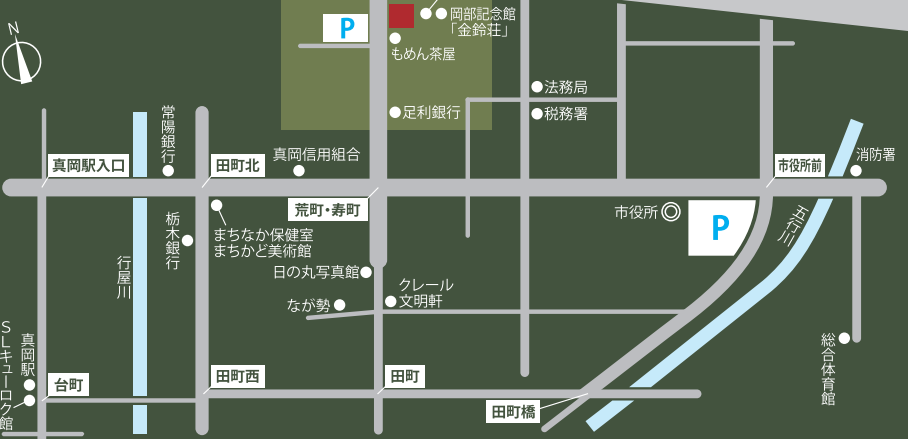 N
P
岡部記念館
「金鈴荘」
もめん茶屋
足利銀行
法務局
税務署
常陽銀行
真岡駅入口
田町北
真岡信用組合
荒町・寿町
市役所前
消防署
市役所
P
五行川
栃木銀行
まちなか保健室
まちかど美術館
行屋川
日の丸写真館
クレール
文明軒
なが勢
真岡駅
SLキューロク館
台町
田町西
田町
田町橋
総合体育館